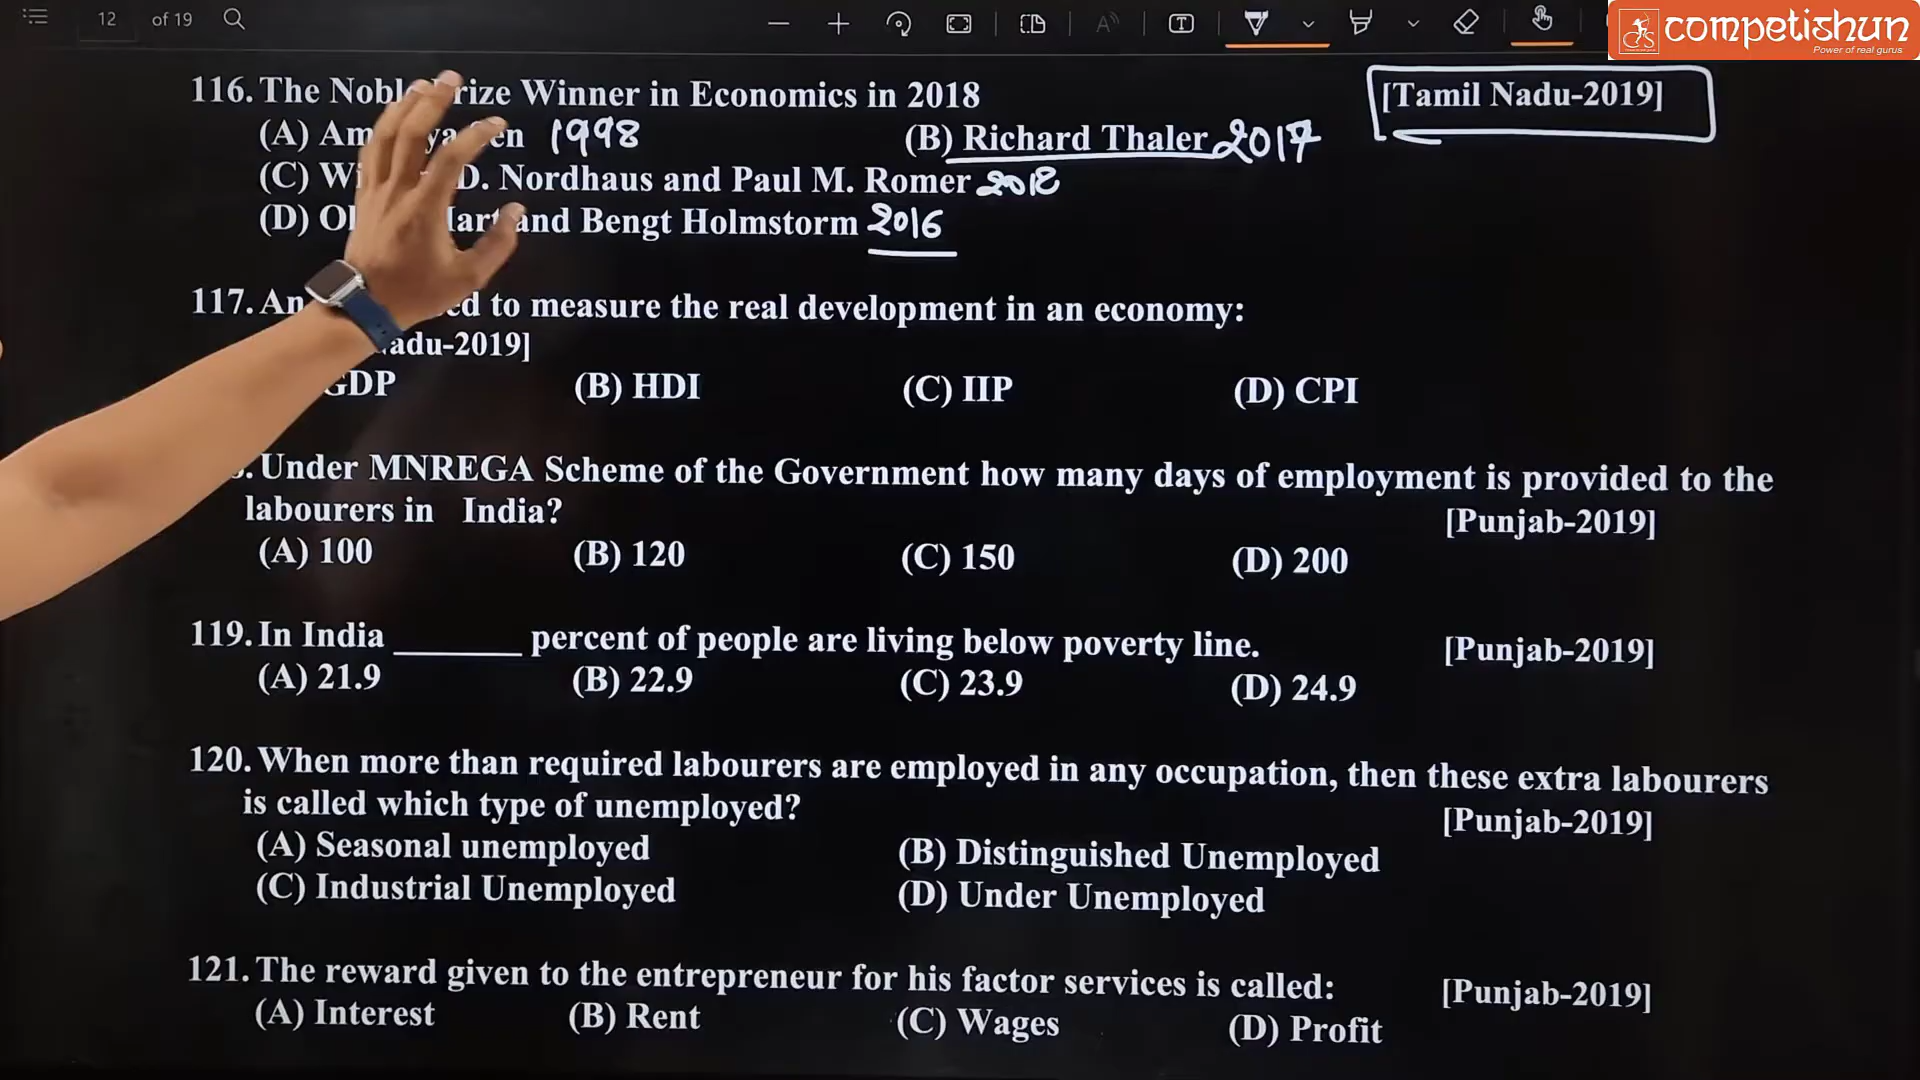 12 of 19
competishun
Power of real gurus
116. The Nobl rize Winner in Economics in 2018 [Tamil Nadu-2019]
(A) Am ya en 1998 (B) Richard Thaler 2017
(C) Wi D. Nordhaus and Paul M. Romer 2018
(D) Ol Hart and Bengt Holmstorm 2016
117. An ed to measure the real development in an economy:
Nadu-2019]
GDP (B) HDI (C) IIP (D) CPI
. Under MNREGA Scheme of the Government how many days of employment is provided to the
labourers in India? [Punjab-2019]
(A) 100 (B) 120 (C) 150 (D) 200
119. In India _______ percent of people are living below poverty line. [Punjab-2019]
(A) 21.9 (B) 22.9 (C) 23.9 (D) 24.9
120. When more than required labourers are employed in any occupation, then these extra labourers
is called which type of unemployed? [Punjab-2019]
(A) Seasonal unemployed (B) Distinguished Unemployed
(C) Industrial Unemployed (D) Under Unemployed
121. The reward given to the entrepreneur for his factor services is called: [Punjab-2019]
(A) Interest (B) Rent (C) Wages (D) Profit